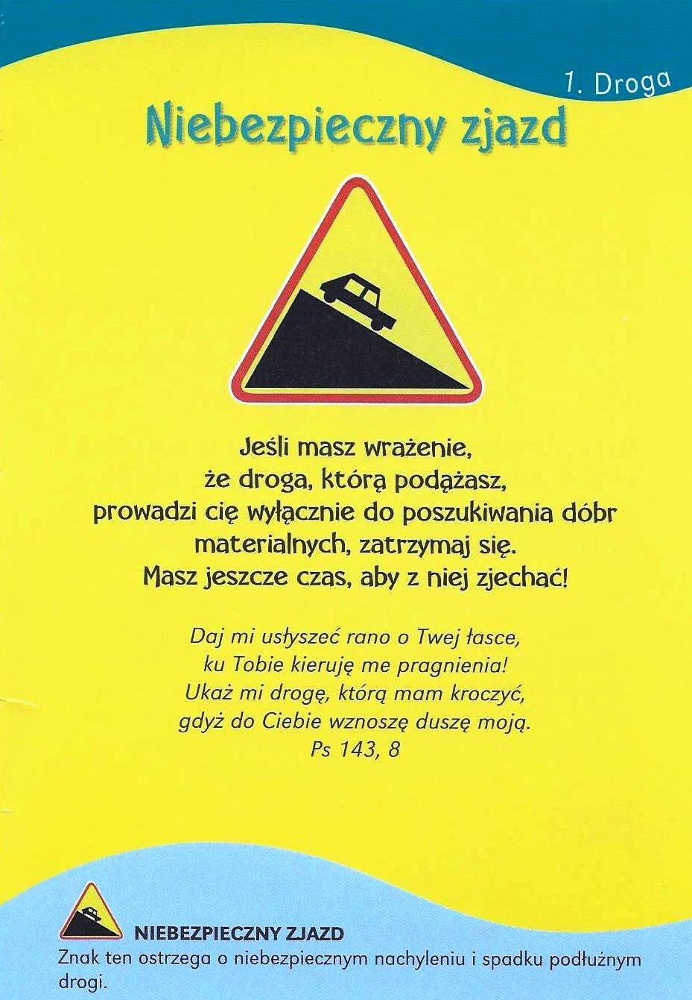 1. Droga
Niebezpieczny zjazd
Jeśli masz wrażenie,
że droga, którą podążasz,
prowadzi cię wyłącznie do poszukiwania dóbr
materialnych, zatrzymaj się.
Masz jeszcze czas, aby z niej zjechać!
Daj mi usłyszeć rano o Twej łasce,
ku Tobie kieruję me pragnienia!
Ukaż mi drogę, którą mam kroczyć,
gdyż do Ciebie wznoszę duszę moją.
Ps 143, 8
NIEBEZPIECZNY ZJAZD
Znak ten ostrzega o niebezpiecznym nachyleniu i spadku podłużnym
drogi.